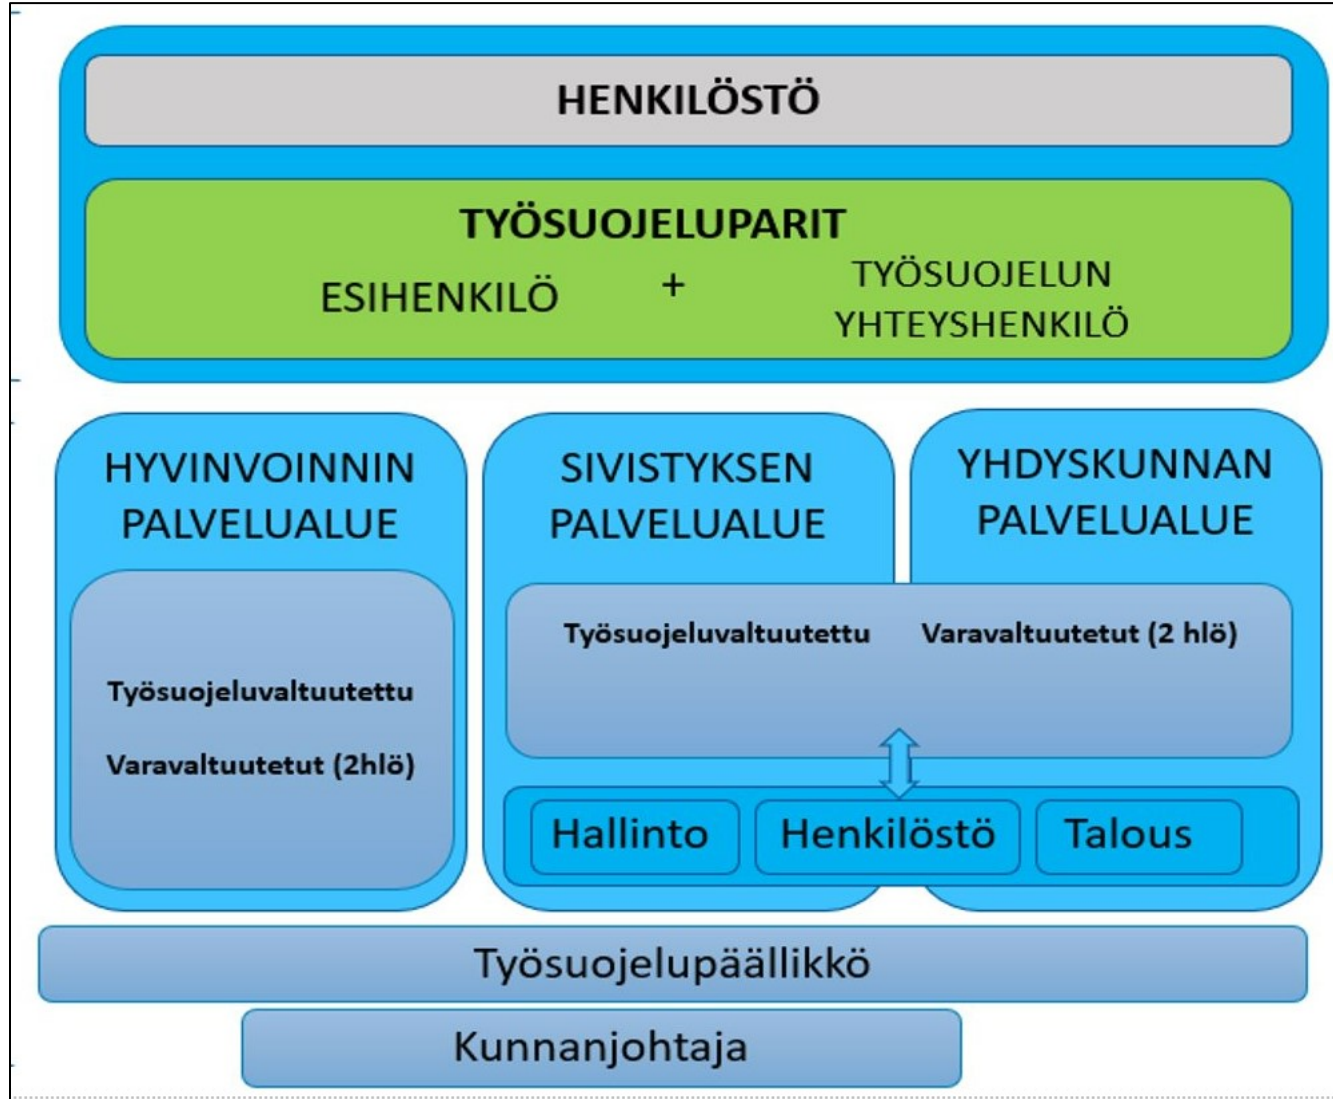 HENKILÖSTÖ
TYÖSUOJELUPARIT
ESIHENKILÖ + TYÖSUOJELUN
YHTEYSHENKILÖ
HYVINVOINNIN
PALVELUALUE
Työsuojeluvaltuutettu
Varavaltuutetut (2hlö)
SIVISTYKSEN
PALVELUALUE
YHDYSKUNNAN
PALVELUALUE
Työsuojeluvaltuutettu Varavaltuutetut (2 hlö)
Hallinto Henkilöstö Talous
Työsuojelupäällikkö
Kunnanjohtaja